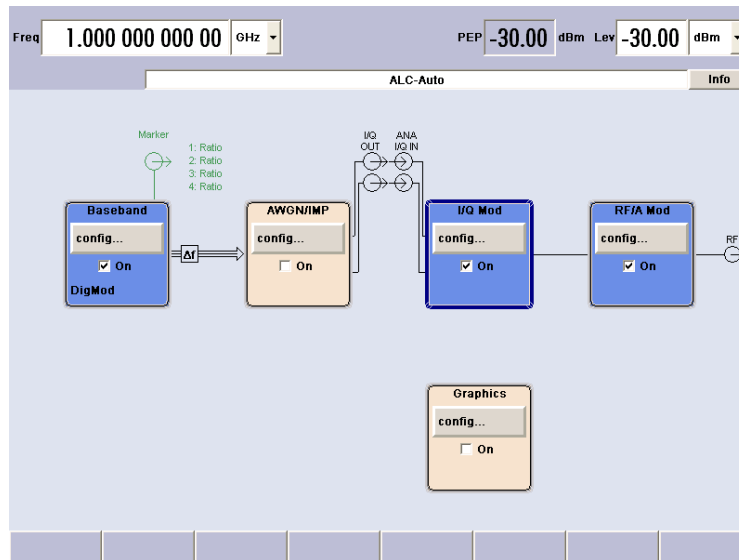 Freq 1.000 000 000 00 GHz PEP -30.00 dBm Lev -30.00 dBm
ALC-Auto Info
Marker
1: Ratio
2: Ratio
3: Ratio
4: Ratio
I/Q OUT
ANA I/Q IN
Baseband
config...
On
DigMod
Δf
AWGN/IMP
config...
On
I/Q Mod
config...
On
RF/A Mod
config...
On
RF
Graphics
config...
On